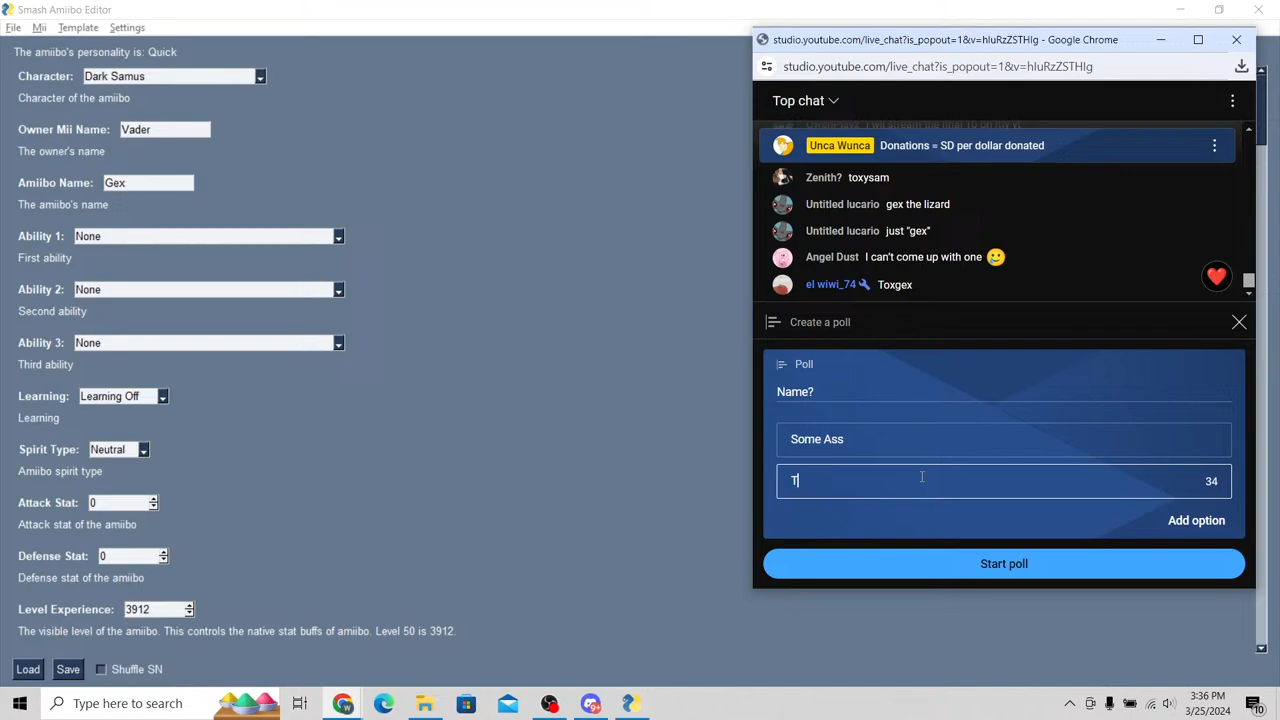 Smash Amiibo Editor
File Mii Template Settings
The amiibo's personality is: Quick
Character: Dark Samus
Character of the amiibo
Owner Mii Name: Vader
The owner's name
Amiibo Name: Gex
The amiibo's name
Ability 1: None
First ability
Ability 2: None
Second ability
Ability 3: None
Third ability
Learning: Learning Off
Learning
Spirit Type: Neutral
Amiibo spirit type
Attack Stat: 0
Attack stat of the amiibo
Defense Stat: 0
Defense stat of the amiibo
Level Experience: 3912
The visible level of the amiibo. This controls the native stat buffs of amiibo. Level 50 is 3912.
Load Save Shuffle SN
studio.youtube.com/live_chat?is_popout=1&v=hluRzZSTHIg - Google Chrome
studio.youtube.com/live_chat?is_popout=1&v=hluRzZSTHIg
Top chat
Unca Wunca Donations = SD per dollar donated
Zenith? toxysam
Untitled lucario gex the lizard
Untitled lucario just "gex"
Angel Dust I can't come up with one
el wiwi_74 Toxgex
Create a poll
Poll
Name?
Some Ass
T 34
Add option
Start poll
Type here to search
9+
3:36 PM
3/25/2024
10